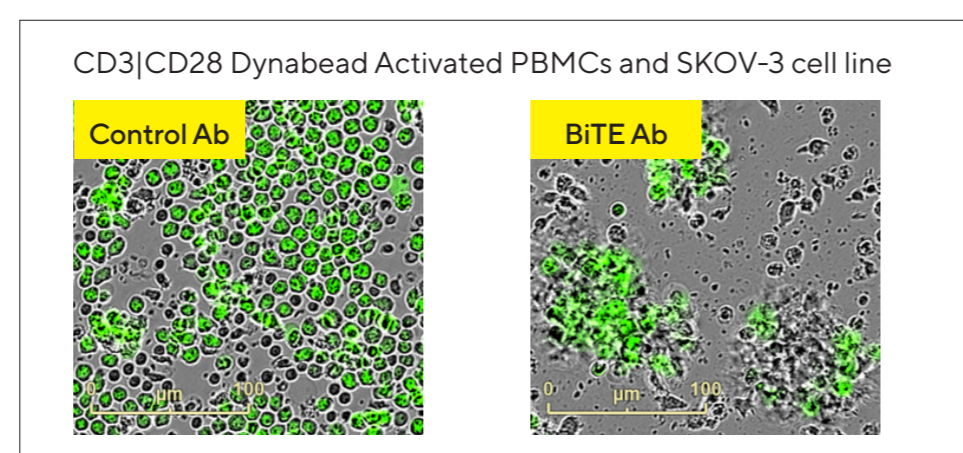 CD3|CD28 Dynabead Activated PBMCs and SKOV-3 cell line
Control Ab
BiTE Ab
0 µm 100
0 µm 100